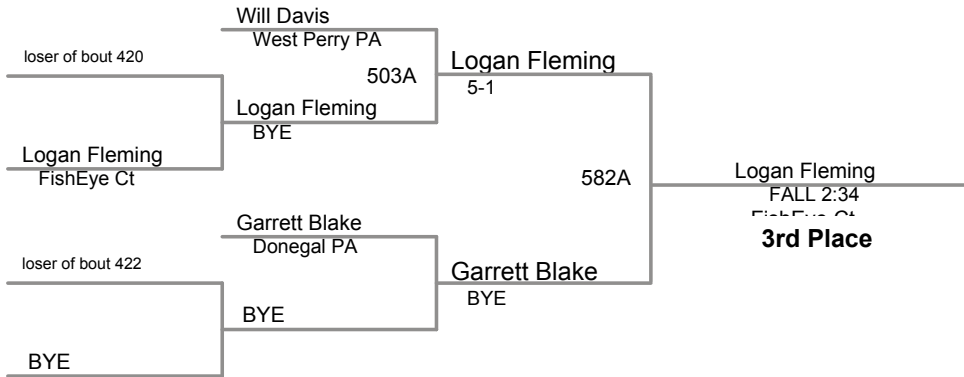 Will Davis
West Perry PA
loser of bout 420
503A
Logan Fleming
5-1
Logan Fleming
BYE
Logan Fleming
FishEye Ct
582A
Logan Fleming
FALL 2:34
FishEye Ct
3rd Place
Garrett Blake
Donegal PA
loser of bout 422
Garrett Blake
BYE
BYE
BYE